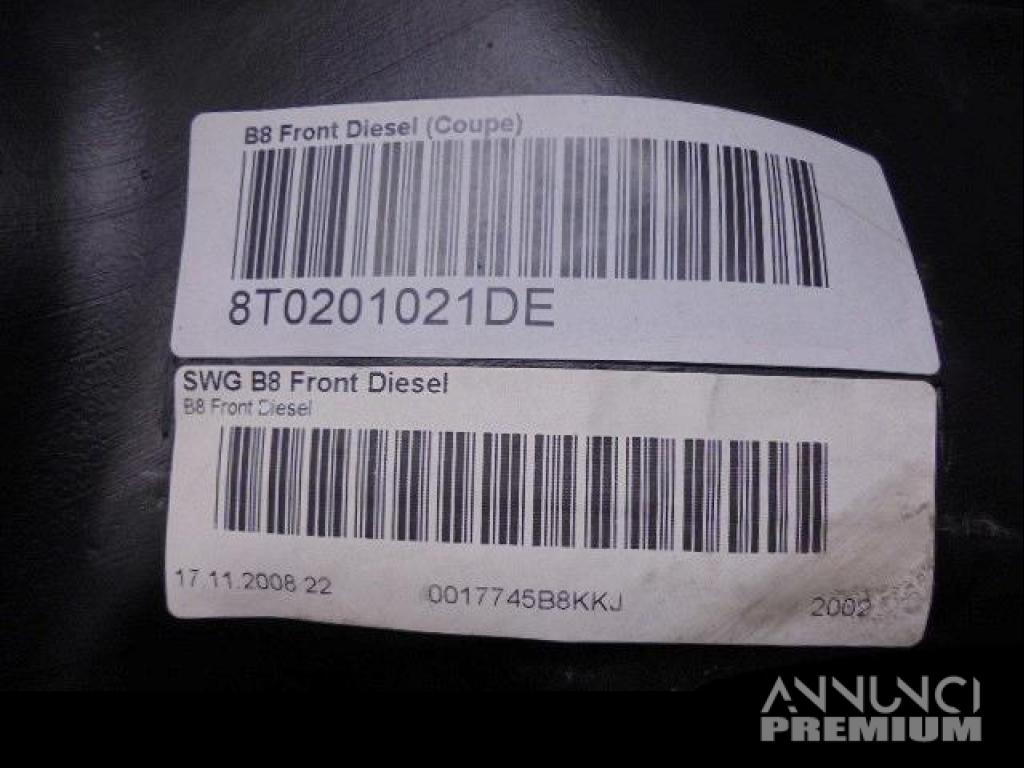 B8 Front Diesel (Coupe)
8T0201021DE
SWG B8 Front Diesel
B8 Front Diesel
17.11.2008 22
0017745B8KKJ
2002
ANNUNCI
PREMIUM